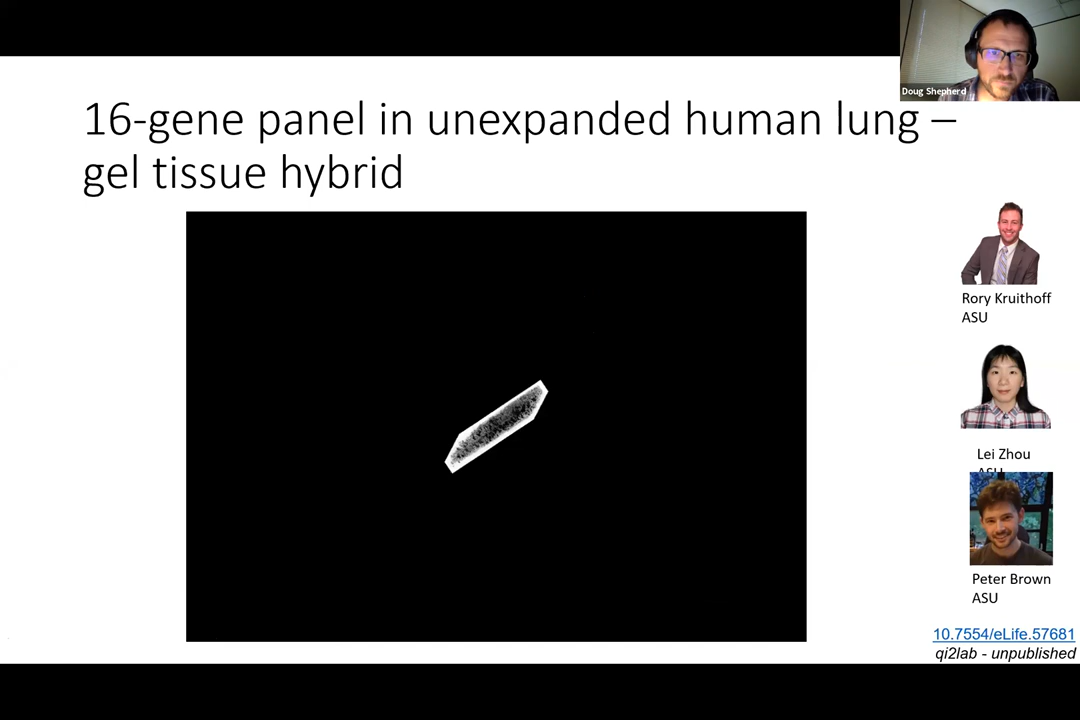 Doug Shepherd
16-gene panel in unexpanded human lung –
gel tissue hybrid
Rory Kruithoff
ASU
Lei Zhou
ASU
Peter Brown
ASU
10.7554/eLife.57681
qi2lab - unpublished